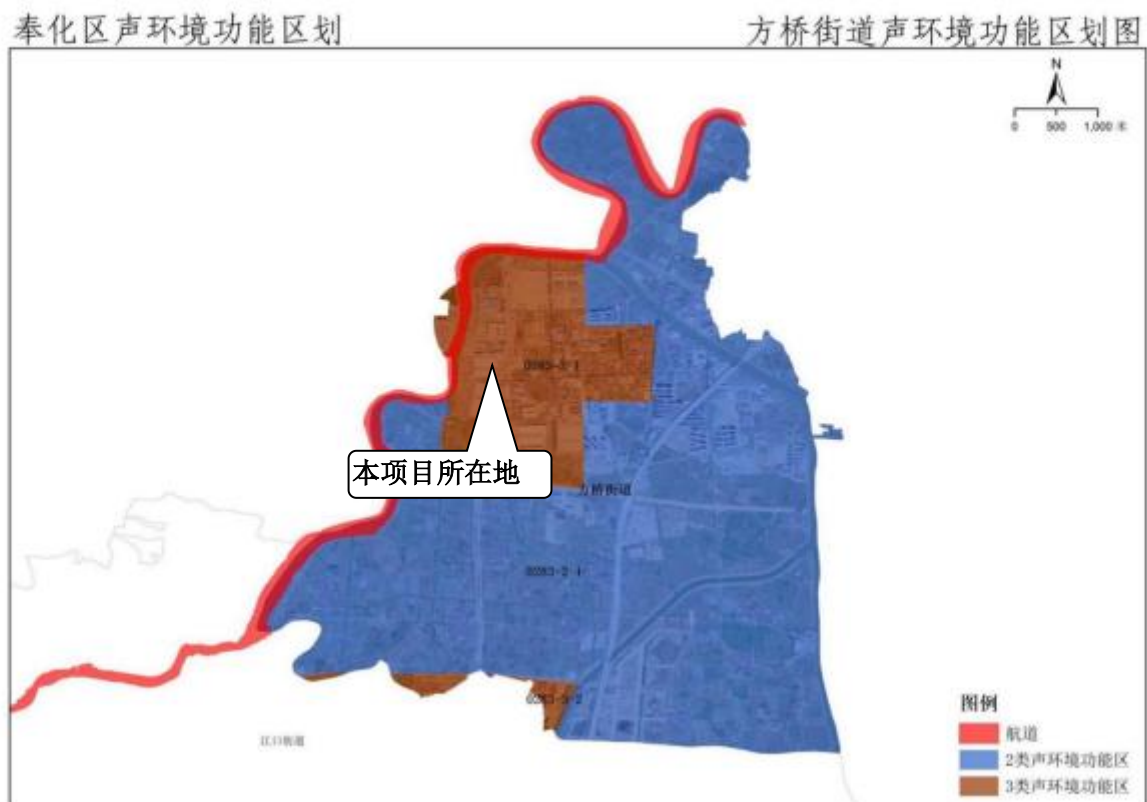 奉化区声环境功能区划
方桥街道声环境功能区划图
N
0 500 1,000 米
本项目所在地
方桥街道
江口街道
图例
航道
2类声环境功能区
3类声环境功能区